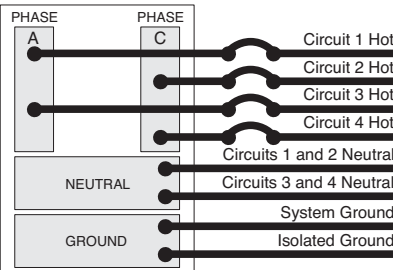 PHASE PHASE
A C
Circuit 1 Hot
Circuit 2 Hot
Circuit 3 Hot
Circuit 4 Hot
Circuits 1 and 2 Neutral
NEUTRAL
Circuits 3 and 4 Neutral
System Ground
GROUND
Isolated Ground